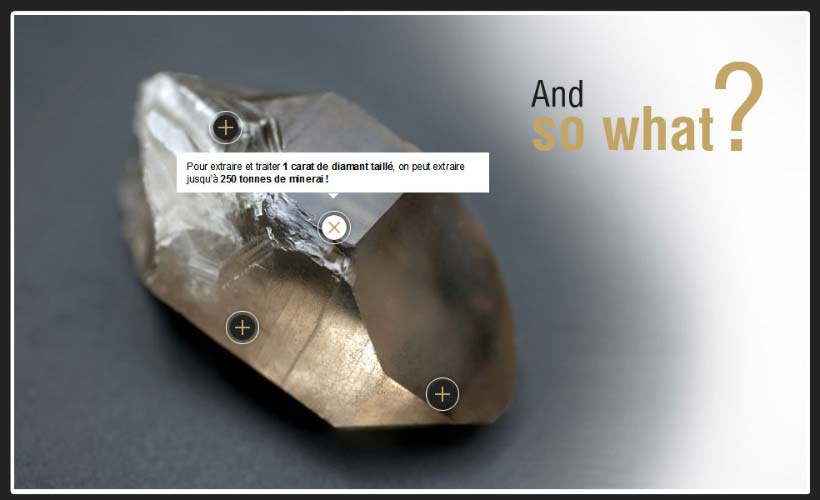 And
so what?
Pour extraire et traiter 1 carat de diamant taillé, on peut extraire
jusqu'à 250 tonnes de minerai !